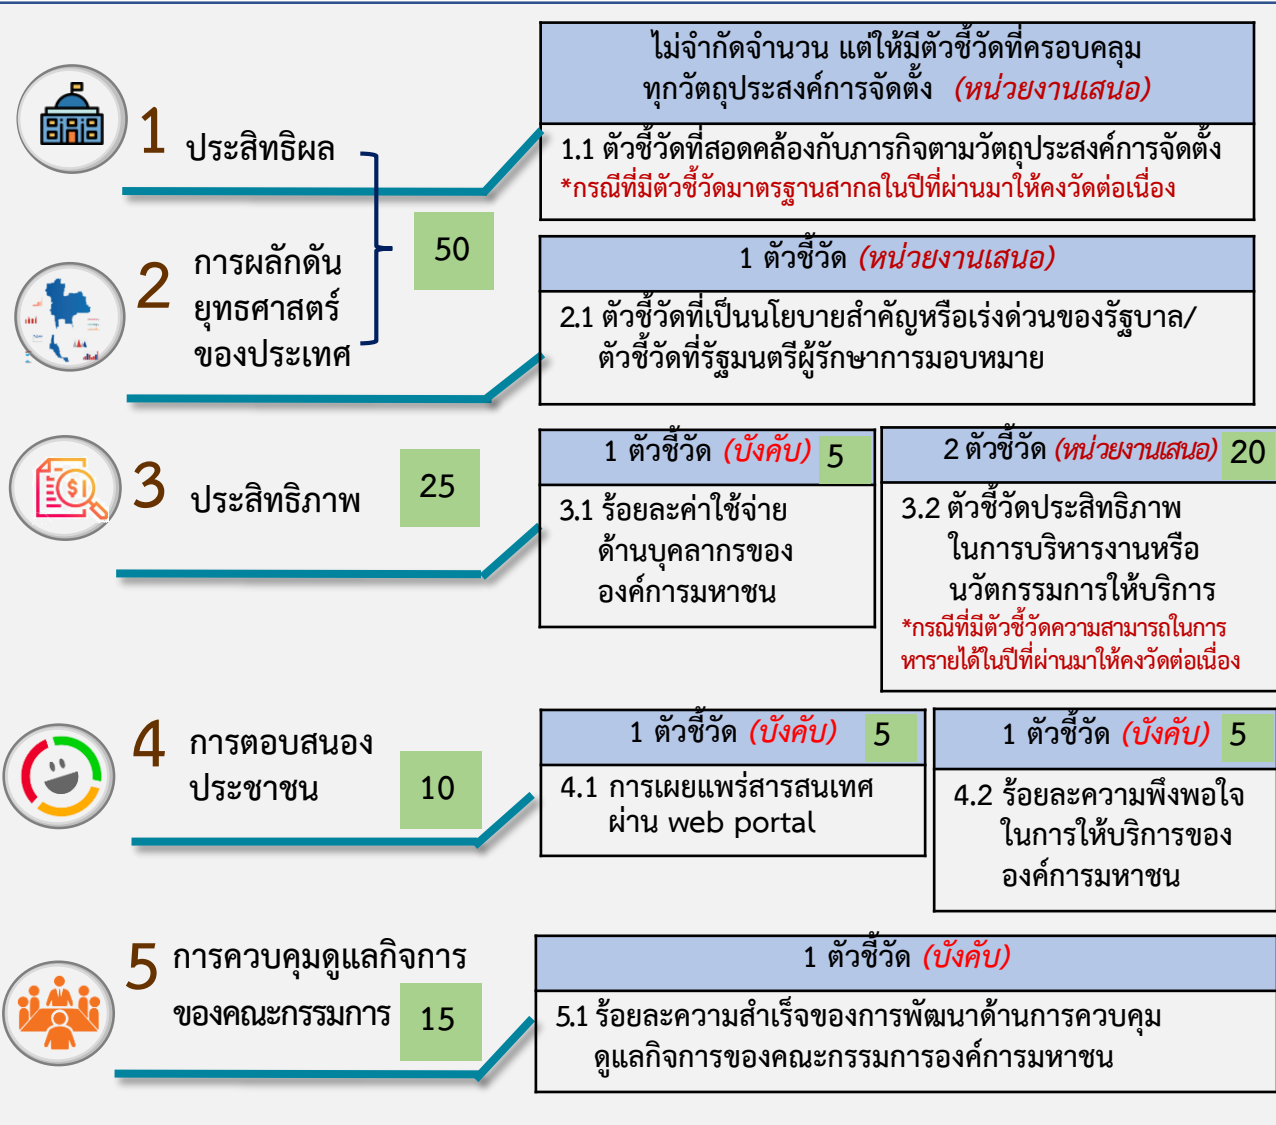 1
ประสิทธิผล
ไม่จำกัดจำนวน แต่ให้มีตัวชี้วัดที่ครอบคลุม
ทุกวัตถุประสงค์การจัดตั้ง (หน่วยงานเสนอ)
1.1 ตัวชี้วัดที่สอดคล้องกับภารกิจตามวัตถุประสงค์การจัดตั้ง
*กรณีที่มีตัวชี้วัดมาตรฐานสากลในปีที่ผ่านมาให้คงวัดต่อเนื่อง
50
2
การผลักดัน
ยุทธศาสตร์
ของประเทศ
1 ตัวชี้วัด (หน่วยงานเสนอ)
2.1 ตัวชี้วัดที่เป็นนโยบายสำคัญหรือเร่งด่วนของรัฐบาล/
ตัวชี้วัดที่รัฐมนตรีผู้รักษาการมอบหมาย
3
ประสิทธิภาพ
25
1 ตัวชี้วัด (บังคับ) 5
3.1 ร้อยละค่าใช้จ่าย
ด้านบุคลากรของ
องค์การมหาชน
2 ตัวชี้วัด (หน่วยงานเสนอ) 20
3.2 ตัวชี้วัดประสิทธิภาพ
ในการบริหารงานหรือ
นวัตกรรมการให้บริการ
*กรณีที่มีตัวชี้วัดความสามารถในการ
หารายได้ในปีที่ผ่านมาให้คงวัดต่อเนื่อง
4
การตอบสนอง
ประชาชน
10
1 ตัวชี้วัด (บังคับ) 5
4.1 การเผยแพร่สารสนเทศ
ผ่าน web portal
1 ตัวชี้วัด (บังคับ) 5
4.2 ร้อยละความพึงพอใจ
ในการให้บริการของ
องค์การมหาชน
5
การควบคุมดูแลกิจการ
ของคณะกรรมการ
15
1 ตัวชี้วัด (บังคับ)
5.1 ร้อยละความสำเร็จของการพัฒนาด้านการควบคุม
ดูแลกิจการของคณะกรรมการองค์การมหาชน